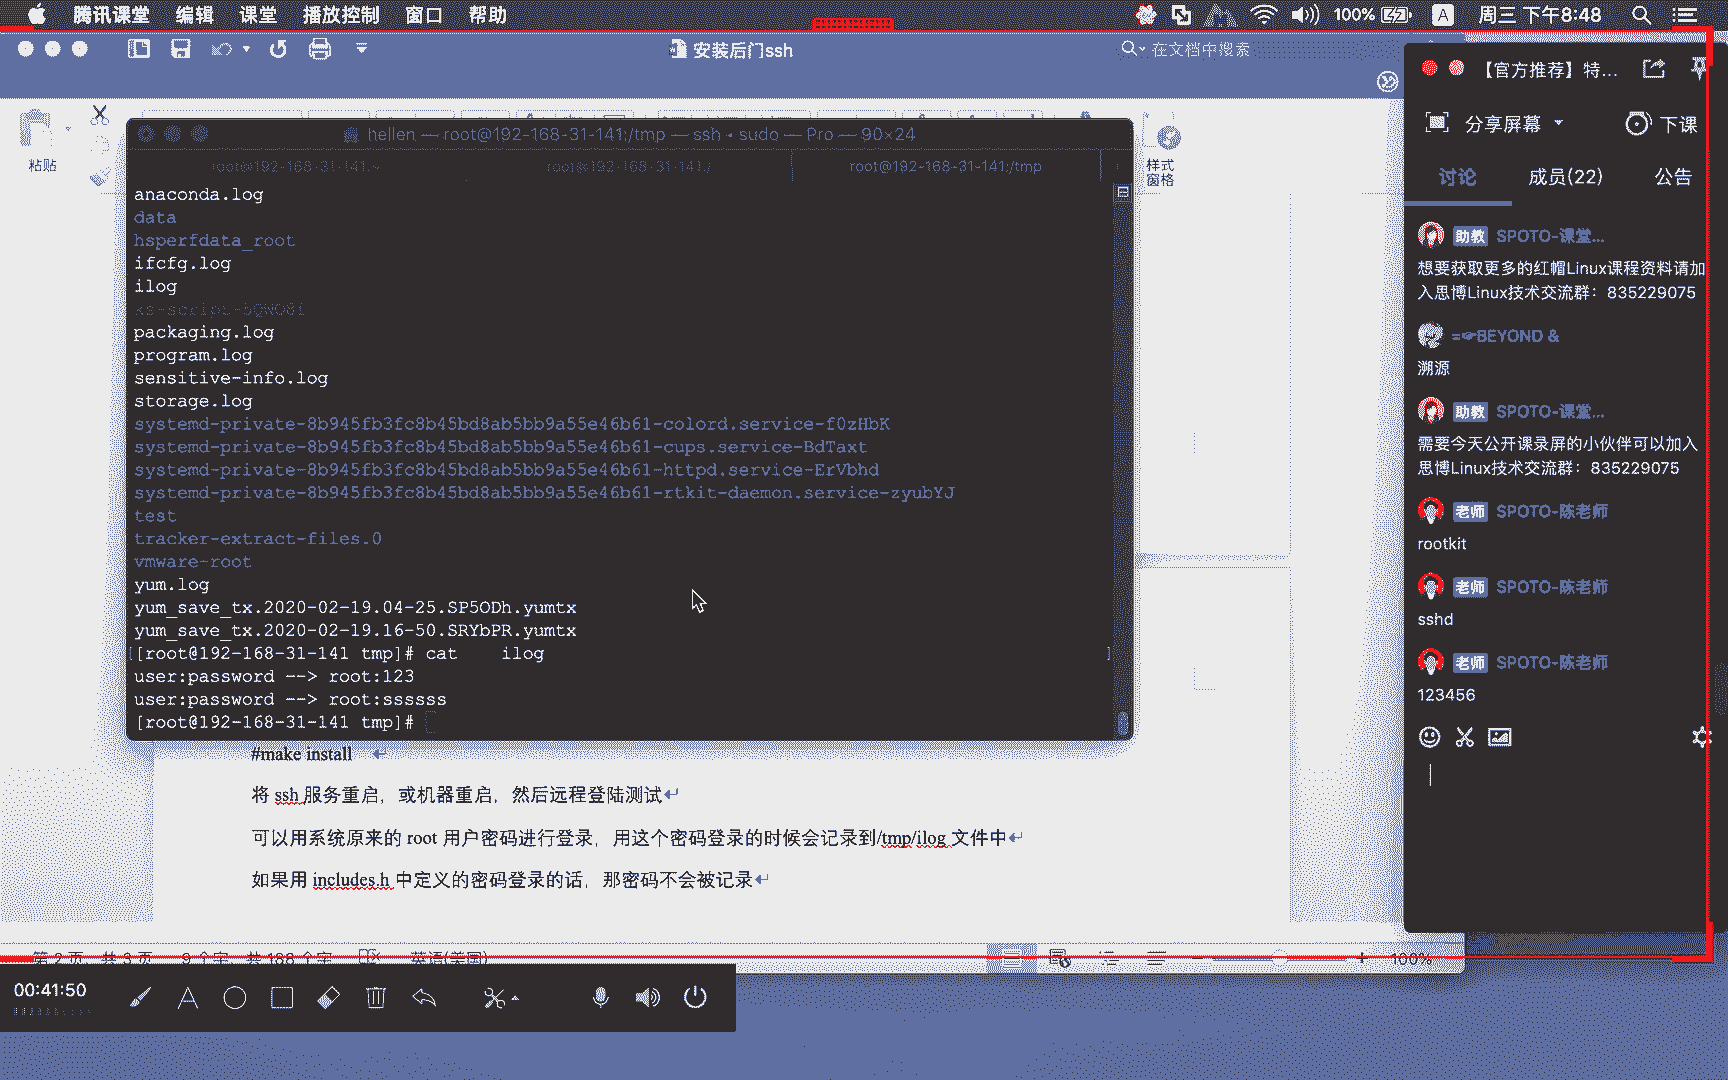 腾讯课堂 编辑 课堂 播放控制 窗口 帮助 100% A 周三 下午8:48
安装后门ssh
在文档中搜索
粘贴
样式
窗格
hellen — root@192-168-31-141:/tmp — ssh • sudo — Pro — 90×24
root@192-168-31-141:~ root@192-168-31-141:/ root@192-168-31-141:/tmp
anaconda.log
data
hsperfdata_root
ifcfg.log
ilog
packaging.log
program.log
sensitive-info.log
storage.log
systemd-private-8b945fb3fc8b45bd8ab5bb9a55e46b61-colord.service-f0zHbK
systemd-private-8b945fb3fc8b45bd8ab5bb9a55e46b61-cups.service-BdTaxt
systemd-private-8b945fb3fc8b45bd8ab5bb9a55e46b61-httpd.service-ErVbhd
systemd-private-8b945fb3fc8b45bd8ab5bb9a55e46b61-rtkit-daemon.service-zyubYJ
test
tracker-extract-files.0
vmware-root
yum.log
yum_save_tx.2020-02-19.04-25.SP5ODh.yumtx
yum_save_tx.2020-02-19.16-50.SRYbPR.yumtx
[[root@192-168-31-141 tmp]# cat    ilog ]
user:password --> root:123
user:password --> root:ssssss
[root@192-168-31-141 tmp]#
#make install
将 ssh 服务重启，或机器重启，然后远程登陆测试
可以用系统原来的 root 用户密码进行登录，用这个密码登录的时候会记录到/tmp/ilog 文件中
如果用 includes.h 中定义的密码登录的话，那密码不会被记录
第 2 页，共 3 页 9 个字，共 168 个字 英语(美国) 100%
00:41:50
【官方推荐】特...
分享屏幕 下课
讨论 成员(22) 公告
助教 SPOTO-课堂...
想要获取更多的红帽Linux课程资料请加
入思博Linux技术交流群：835229075
=☞BEYOND &
溯源
助教 SPOTO-课堂...
需要今天公开课录屏的小伙伴可以加入
思博Linux技术交流群：835229075
老师 SPOTO-陈老师
rootkit
老师 SPOTO-陈老师
sshd
老师 SPOTO-陈老师
123456